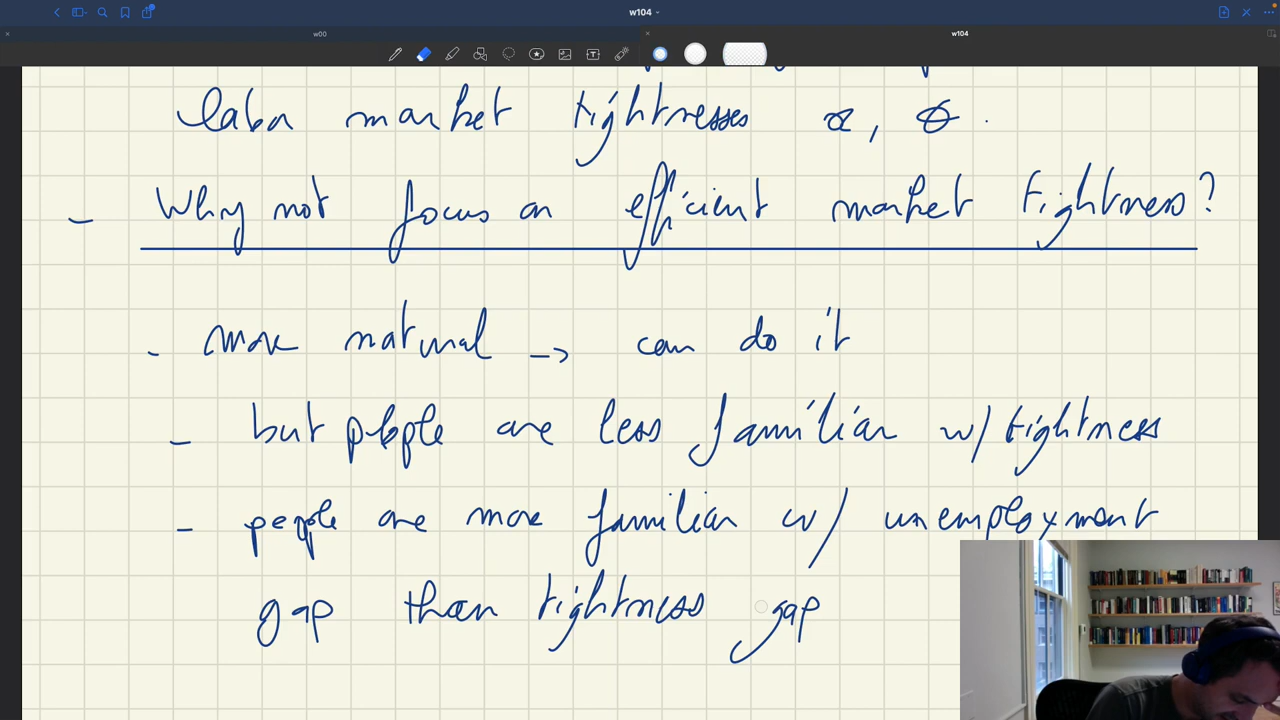 w104
w00
w104
labor market tightnesses
- Why not focus on efficient market tightness?
- more natural -> can do it
- but people are less familiar w/ tightness
- people are more familiar w/ unemployment
gap than tightness gap